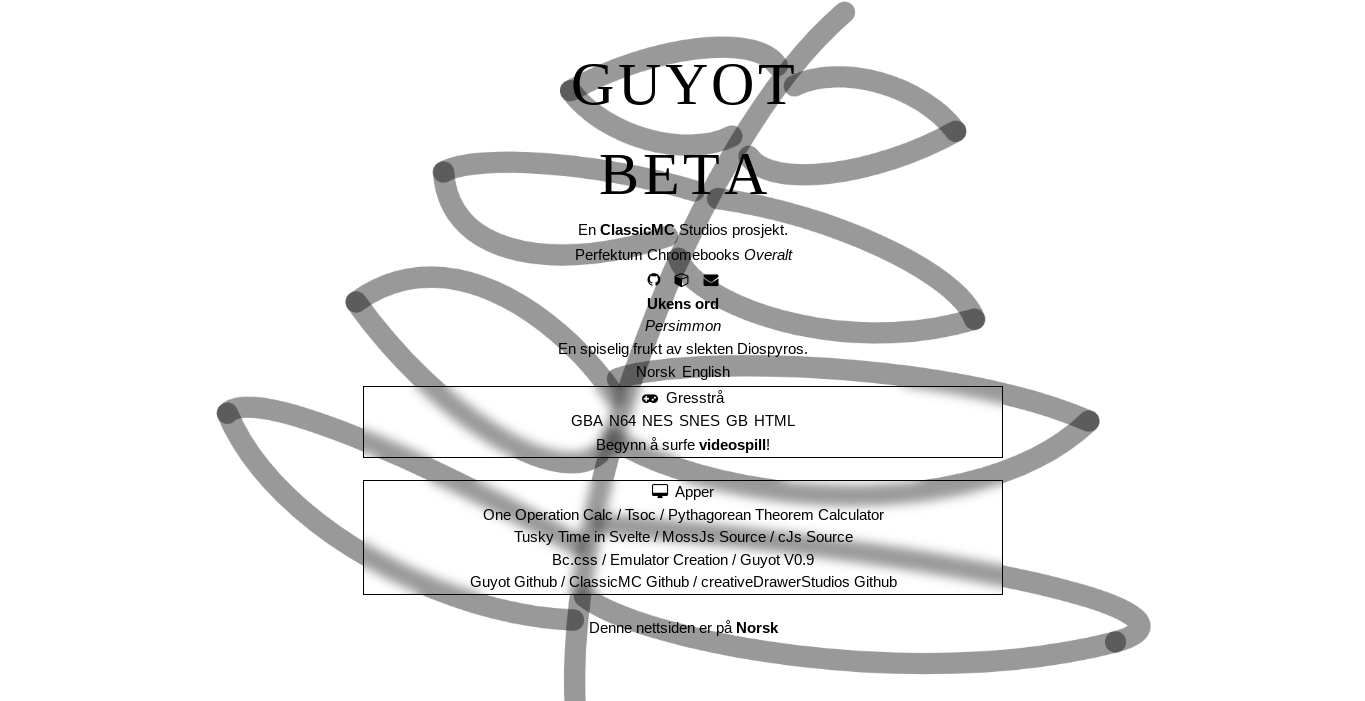 GUYOT
BETA
En ClassicMC Studios prosjekt.
Perfektum Chromebooks Overalt
Ukens ord
Persimmon
En spiselig frukt av slekten Diospyros.
Norsk English
Gresstrå
GBA N64 NES SNES GB HTML
Begynn å surfe videospill!
Apper
One Operation Calc / Tsoc / Pythagorean Theorem Calculator
Tusky Time in Svelte / MossJs Source / cJs Source
Bc.css / Emulator Creation / Guyot V0.9
Guyot Github / ClassicMC Github / creativeDrawerStudios Github
Denne nettsiden er på Norsk